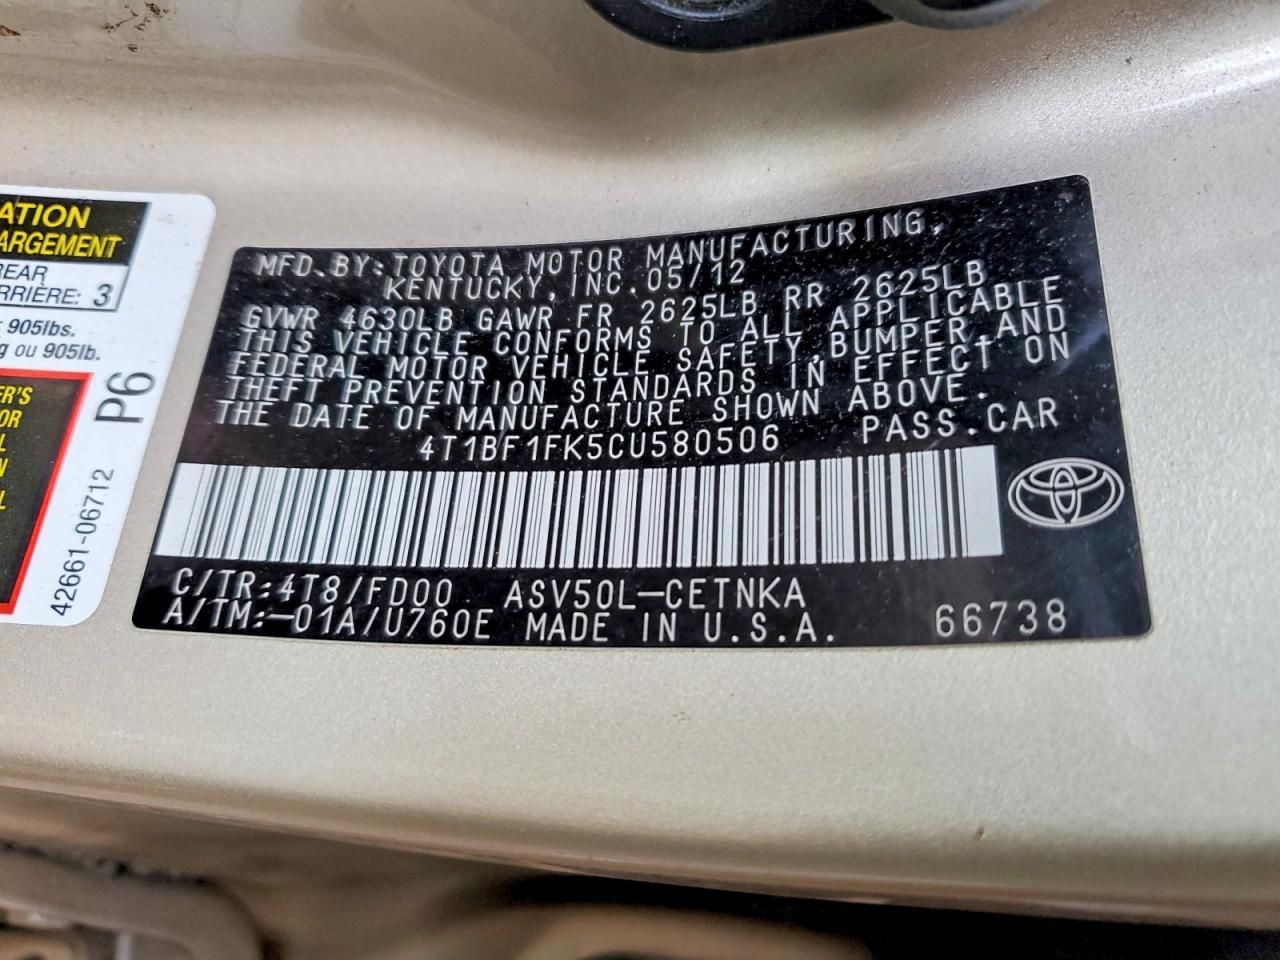 ATION
ARGEMENT
REAR
RRIÈRE: 3
905lbs.
g ou 905lb.
ER'S
OR
L
N
L
P6
42661-06712
MFD.BY:TOYOTA MOTOR MANUFACTURING,
KENTUCKY,INC.05/12
GVWR 4630LB GAWR FR 2625LB RR 2625LB
THIS VEHICLE CONFORMS TO ALL APPLICABLE
FEDERAL MOTOR VEHICLE SAFETY,BUMPER,AND
THEFT PREVENTION STANDARDS IN EFFECT ON
THE DATE OF MANUFACTURE SHOWN ABOVE.
4T1BF1FK5CU580506 PASS.CAR
C/TR:4T8/FD00 ASV50L-CETNKA
A/TM:-01A/U760E MADE IN U.S.A. 66738